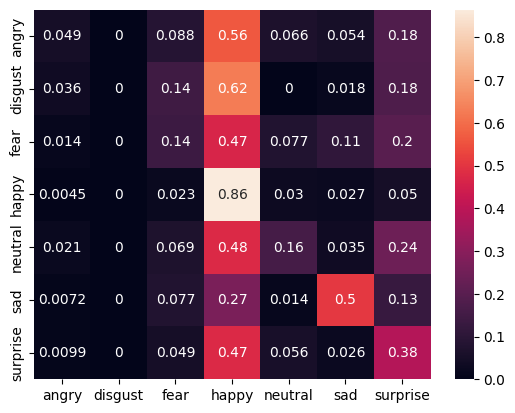 angry 0.049 0 0.088 0.56 0.066 0.054 0.18
disgust 0.036 0 0.14 0.62 0 0.018 0.18
fear 0.014 0 0.14 0.47 0.077 0.11 0.2
happy 0.0045 0 0.023 0.86 0.03 0.027 0.05
neutral 0.021 0 0.069 0.48 0.16 0.035 0.24
sad 0.0072 0 0.077 0.27 0.014 0.5 0.13
surprise 0.0099 0 0.049 0.47 0.056 0.026 0.38
angry disgust fear happy neutral sad surprise
0.8
0.7
0.6
0.5
0.4
0.3
0.2
0.1
0.0